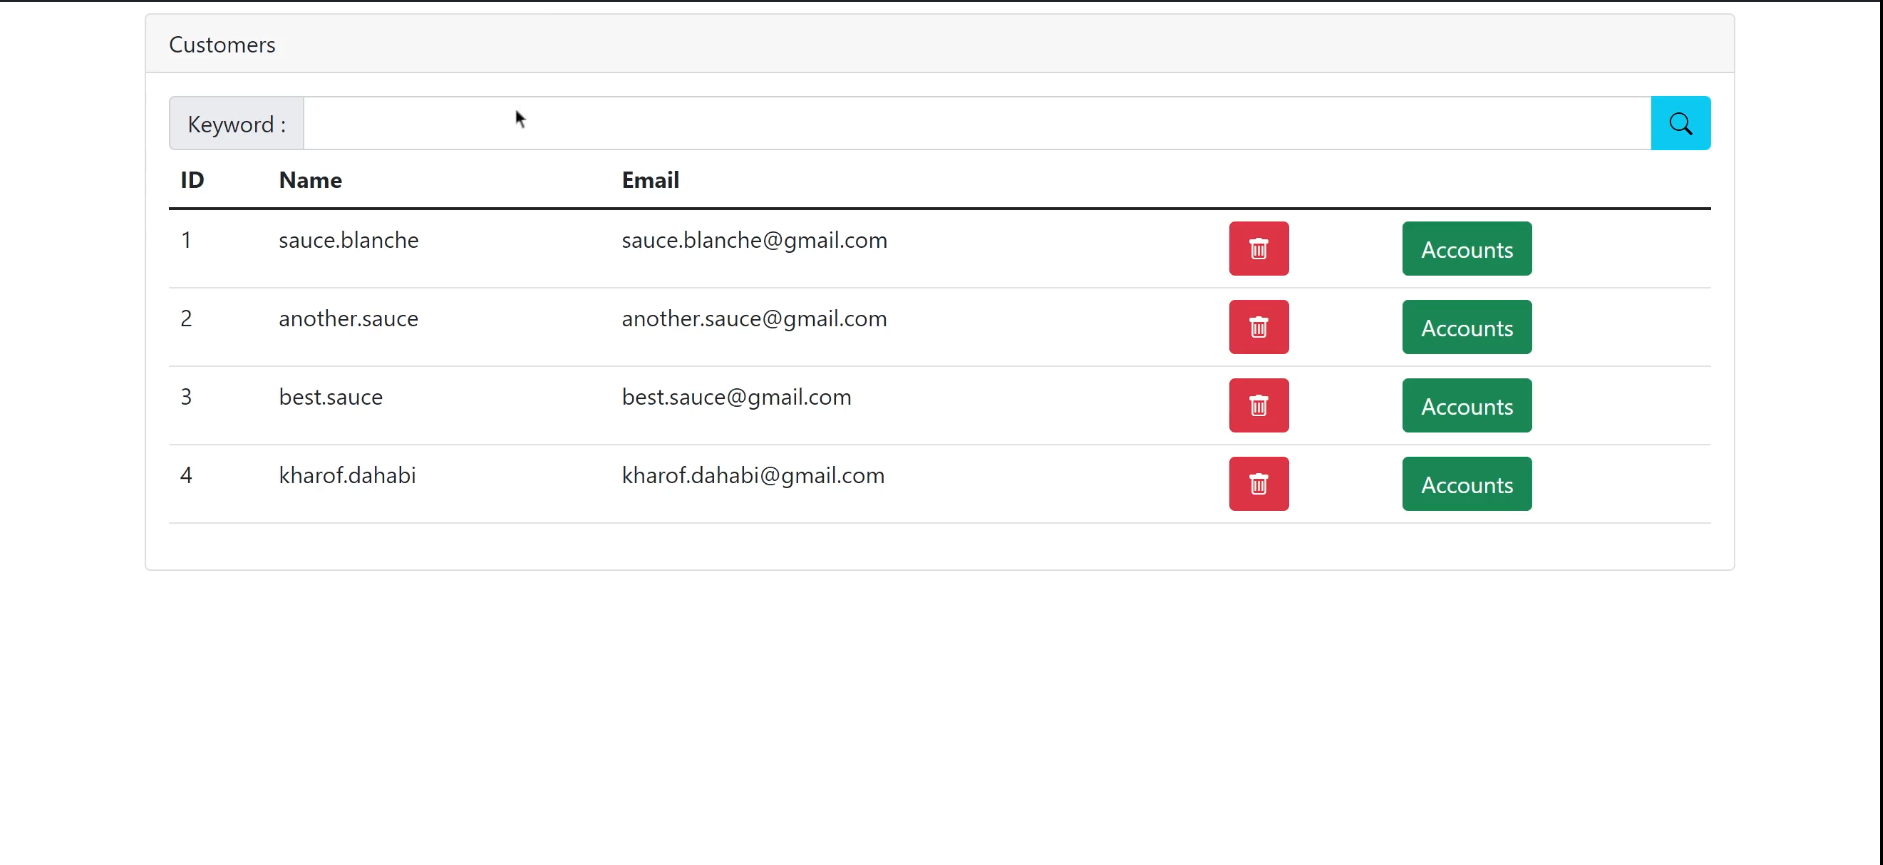 Customers
Keyword :
ID Name Email
1 sauce.blanche sauce.blanche@gmail.com Accounts
2 another.sauce another.sauce@gmail.com Accounts
3 best.sauce best.sauce@gmail.com Accounts
4 kharof.dahabi kharof.dahabi@gmail.com Accounts